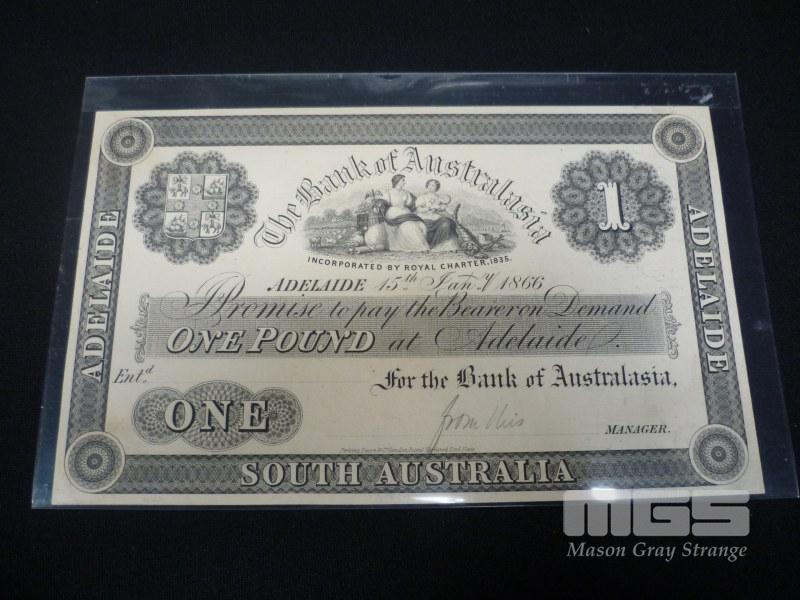 The Bank of Australasia
1
INCORPORATED BY ROYAL CHARTER, 1835.
ADELAIDE 15th Jany 1866
I Promise to pay the Bearer on Demand
ONE POUND at Adelaide.
Entd.
For the Bank of Australasia,
ONE
from this
MANAGER.
SOUTH AUSTRALIA
ADELAIDE
ADELAIDE
MGS
Mason Gray Strange